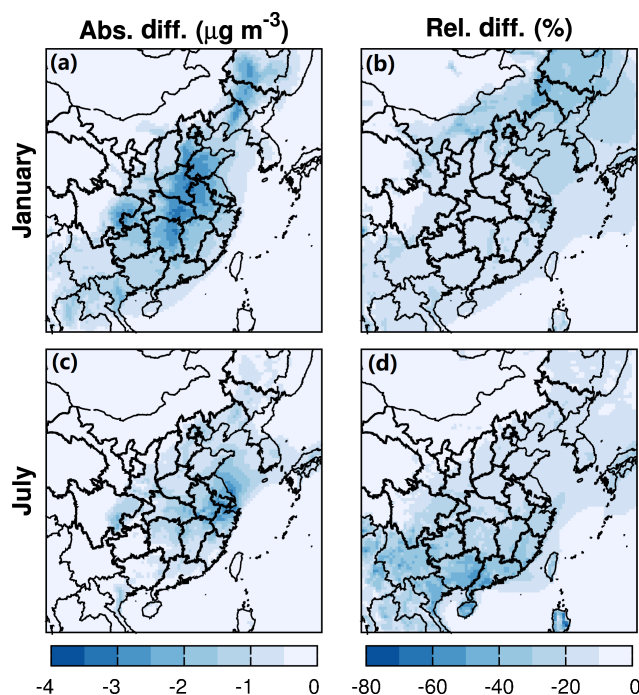 Abs. diff. (μg m⁻³) Rel. diff. (%)
(a) (b)
January
(c) (d)
July
-4 -3 -2 -1 0 -80 -60 -40 -20 0